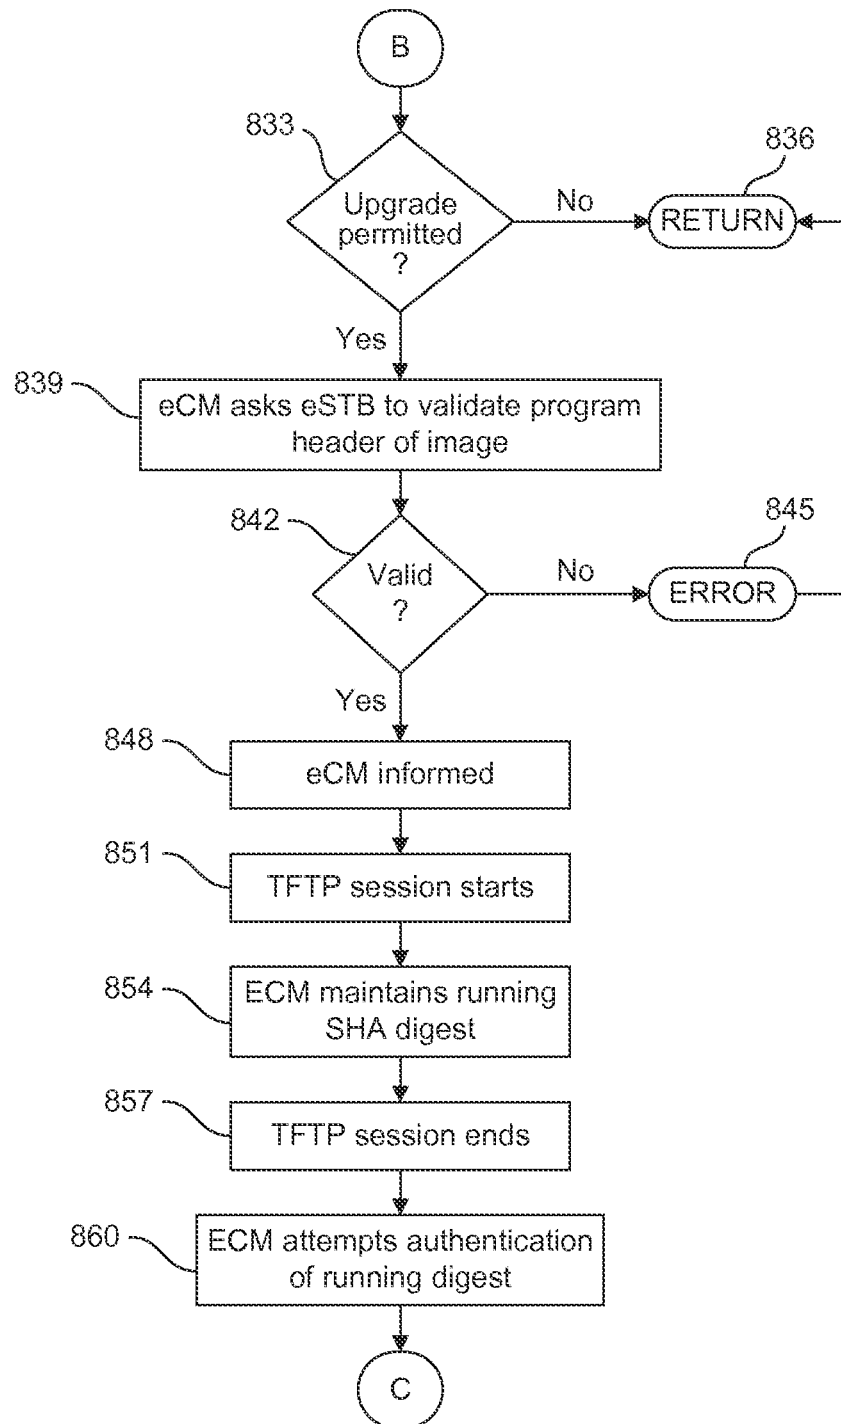 B
833
836
Upgrade
permitted
?
No
RETURN
Yes
839
eCM asks eSTB to validate program
header of image
842
845
Valid
?
No
ERROR
Yes
848
eCM informed
851
TFTP session starts
854
ECM maintains running
SHA digest
857
TFTP session ends
860
ECM attempts authentication
of running digest
C